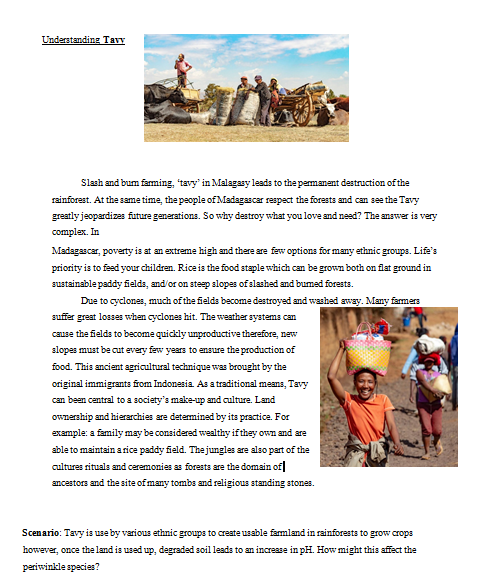 Understanding Tavy
Slash and burn farming, ‘tavy’ in Malagasy leads to the permanent destruction of the
rainforest. At the same time, the people of Madagascar respect the forests and can see the Tavy
greatly jeopardizes future generations. So why destroy what you love and need? The answer is very
complex. In
Madagascar, poverty is at an extreme high and there are few options for many ethnic groups. Life’s
priority is to feed your children. Rice is the food staple which can be grown both on flat ground in
sustainable paddy fields, and/or on steep slopes of slashed and burned forests.
Due to cyclones, much of the fields become destroyed and washed away. Many farmers
suffer great losses when cyclones hit. The weather systems can
cause the fields to become quickly unproductive therefore, new
slopes must be cut every few years to ensure the production of
food. This ancient agricultural technique was brought by the
original immigrants from Indonesia. As a traditional means, Tavy
can been central to a society’s make-up and culture. Land
ownership and hierarchies are determined by its practice. For
example: a family may be considered wealthy if they own and are
able to maintain a rice paddy field. The jungles are also part of the
cultures rituals and ceremonies as forests are the domain of
ancestors and the site of many tombs and religious standing stones.
Scenario: Tavy is use by various ethnic groups to create usable farmland in rainforests to grow crops
however, once the land is used up, degraded soil leads to an increase in pH. How might this affect the
periwinkle species?